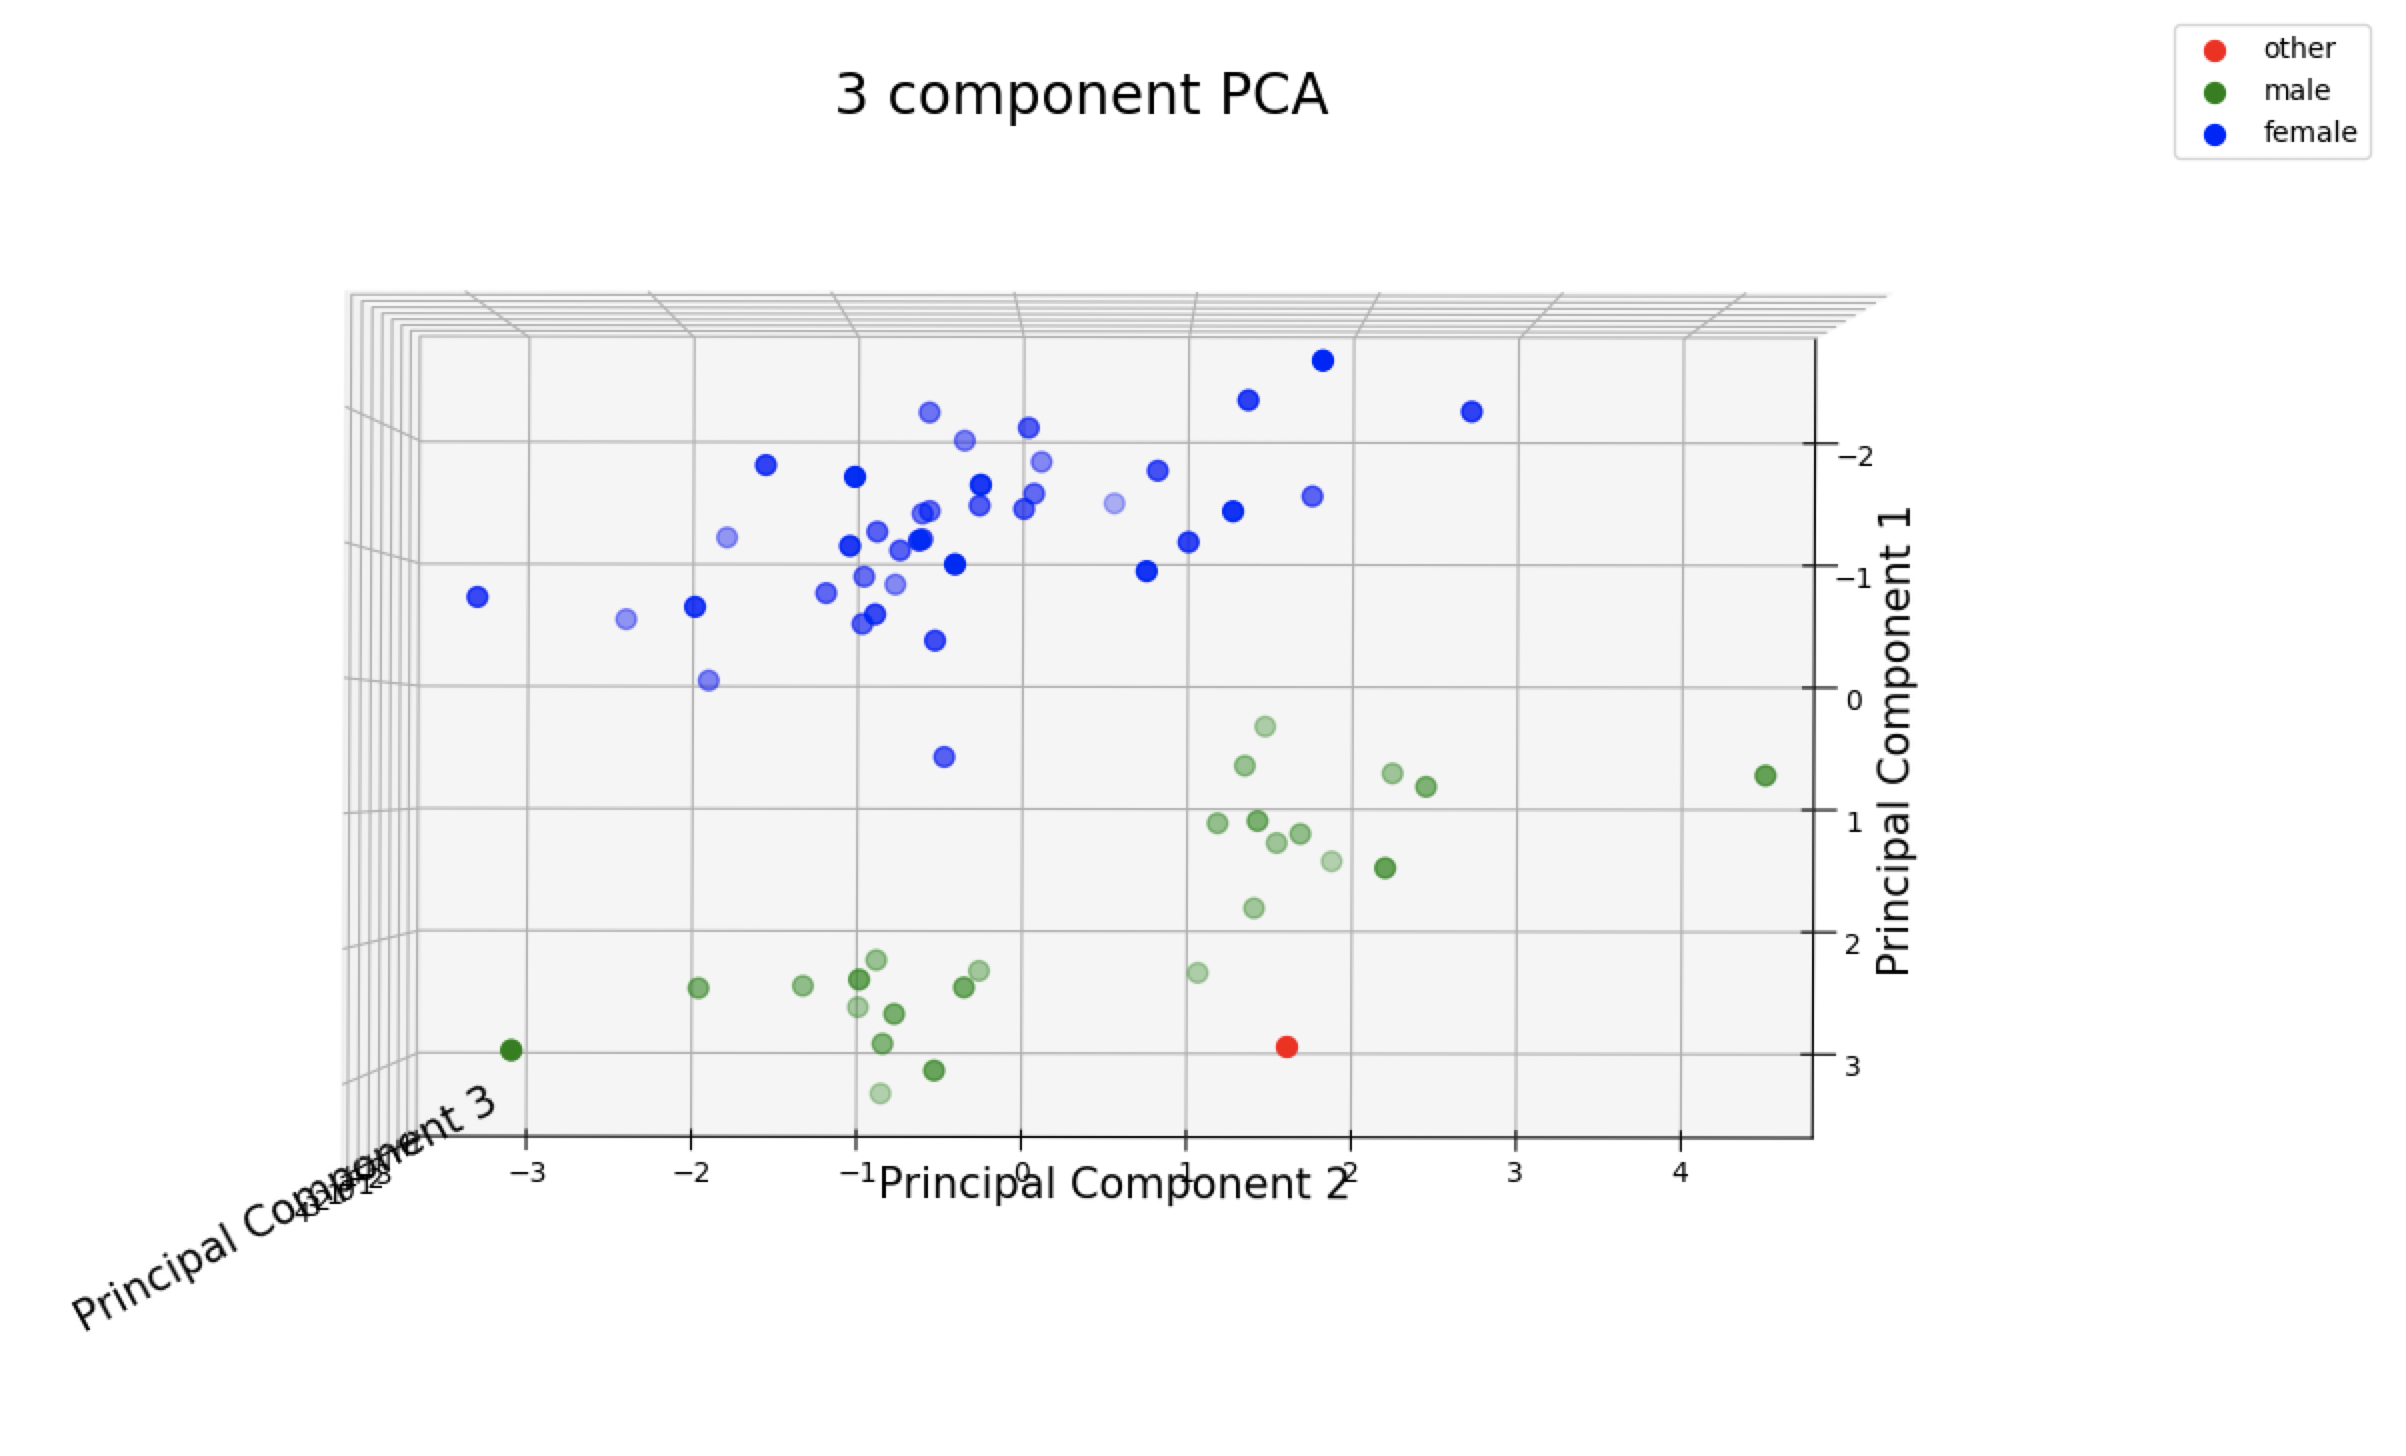 3 component PCA
other
male
female
−2
−1
0
1
2
3
Principal Component 1
−3
−2
−1
0
1
2
3
4
Principal Component 2
Principal Component 3